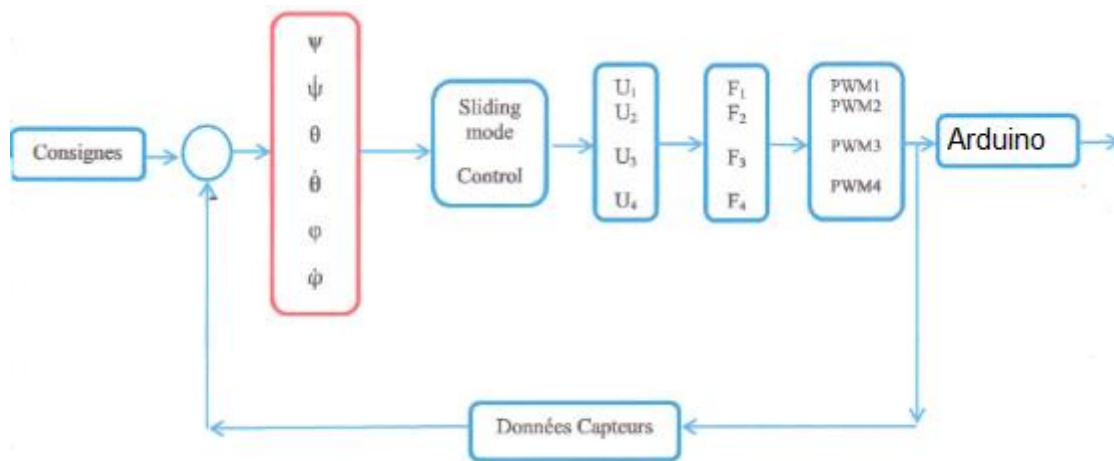 Consignes
-
ψ
ψ̇
θ
θ̇
φ
φ̇
Sliding
mode
Control
U₁
U₂
U₃
U₄
F₁
F₂
F₃
F₄
PWM1
PWM2
PWM3
PWM4
Arduino
Données Capteurs